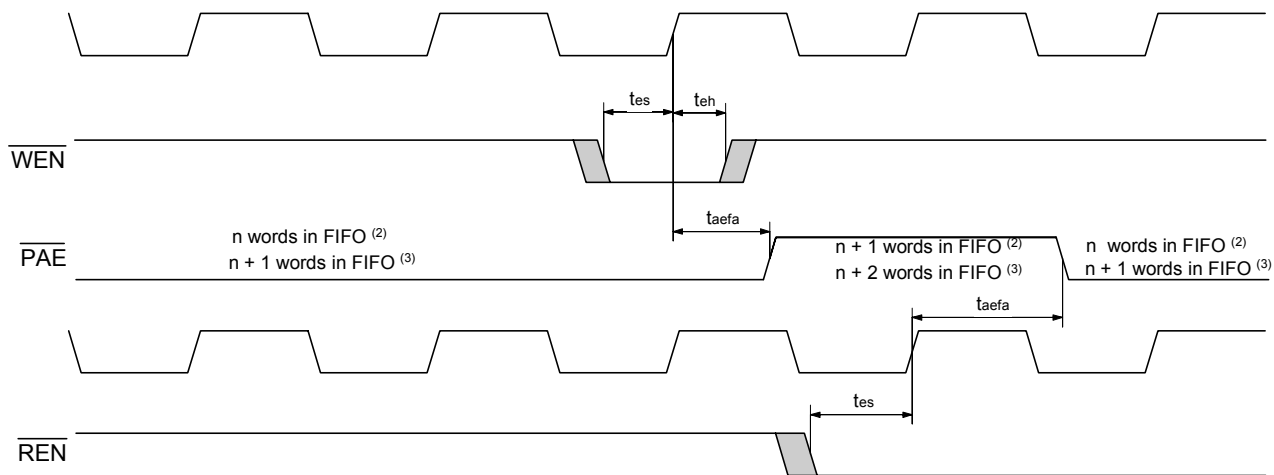 tes
teh
WEN
taefa
PAE
n words in FIFO (2)
n + 1 words in FIFO (3)
n + 1 words in FIFO (2)
n + 2 words in FIFO (3)
n words in FIFO (2)
n + 1 words in FIFO (3)
taefa
tes
REN